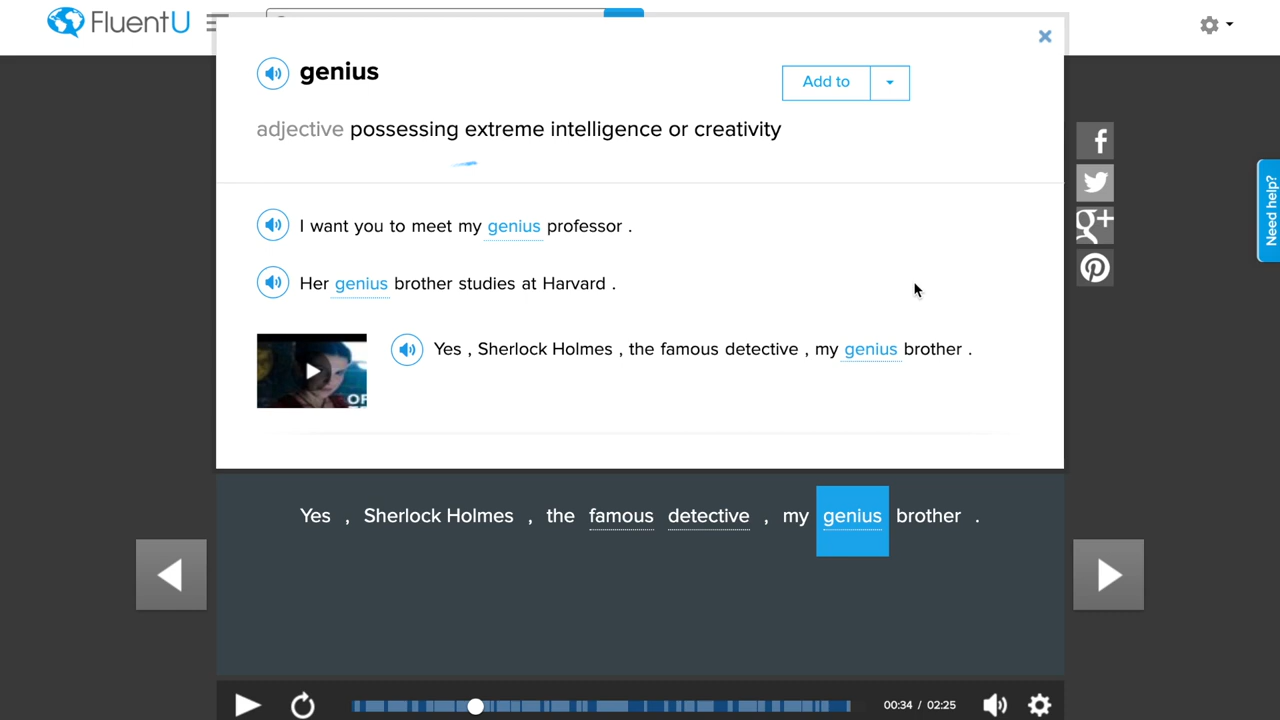 FluentU
genius
Add to
adjective possessing extreme intelligence or creativity
I want you to meet my genius professor .
Her genius brother studies at Harvard .
Yes , Sherlock Holmes , the famous detective , my genius brother .
Yes , Sherlock Holmes , the famous detective , my genius brother .
00:34 / 02:25
Need help?